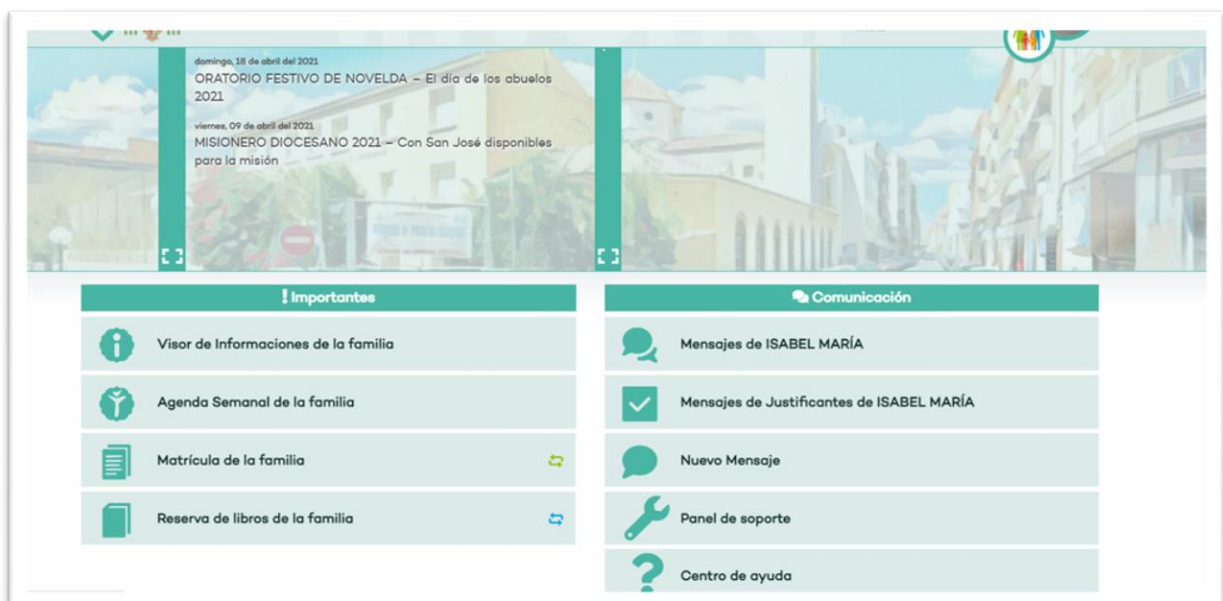 domingo, 18 de abril del 2021
ORATORIO FESTIVO DE NOVELDA – El día de los abuelos
2021
viernes, 09 de abril del 2021
MISIONERO DIOCESANO 2021 – Con San José disponibles
para la misión
! Importantes
Visor de Informaciones de la familia
Agenda Semanal de la familia
Matrícula de la familia
Reserva de libros de la familia
Comunicación
Mensajes de ISABEL MARÍA
Mensajes de Justificantes de ISABEL MARÍA
Nuevo Mensaje
Panel de soporte
Centro de ayuda